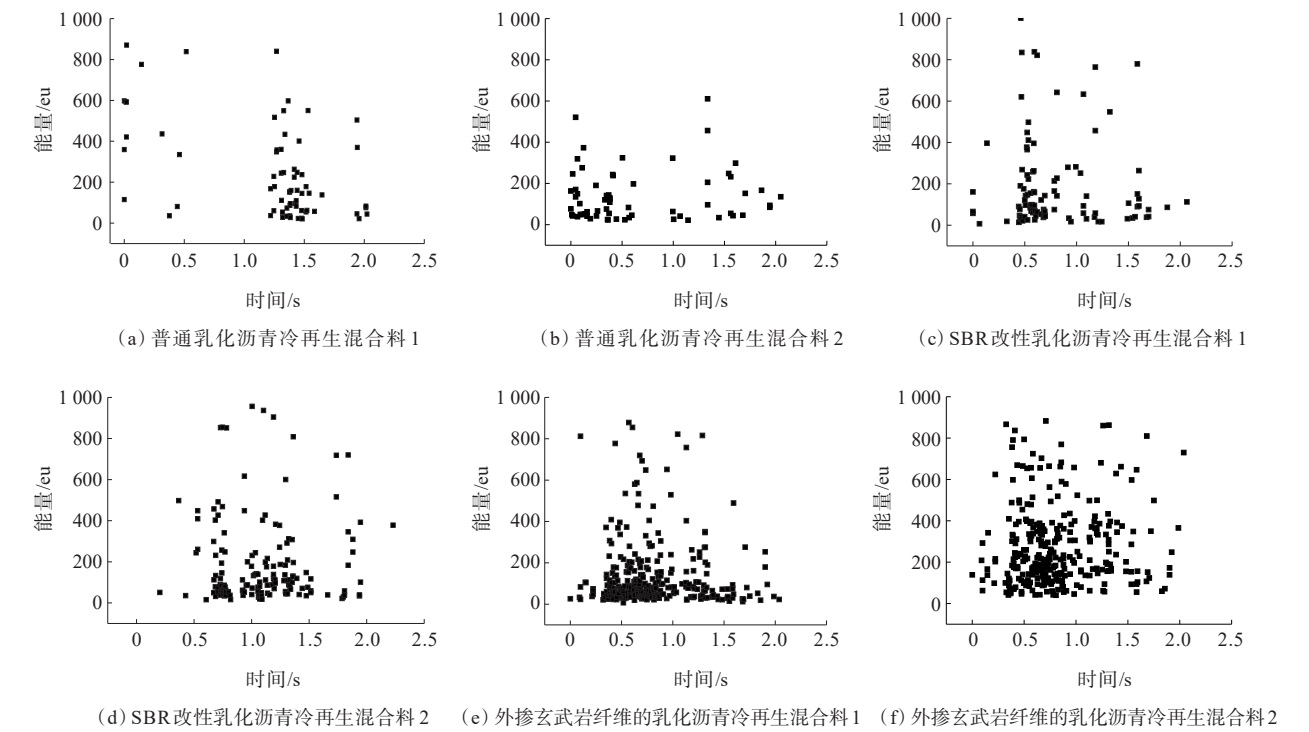 1 000
800
600
400
200
0
能量/eu
0 0.5 1.0 1.5 2.0 2.5
时间/s
(a) 普通乳化沥青冷再生混合料1
1 000
800
600
400
200
0
能量/eu
0 0.5 1.0 1.5 2.0 2.5
时间/s
(b) 普通乳化沥青冷再生混合料2
1 000
800
600
400
200
0
能量/eu
0 0.5 1.0 1.5 2.0 2.5
时间/s
(c) SBR改性乳化沥青冷再生混合料1
1 000
800
600
400
200
0
能量/eu
0 0.5 1.0 1.5 2.0 2.5
时间/s
(d) SBR改性乳化沥青冷再生混合料2
1 000
800
600
400
200
0
能量/eu
0 0.5 1.0 1.5 2.0 2.5
时间/s
(e) 外掺玄武岩纤维的乳化沥青冷再生混合料1
1 000
800
600
400
200
0
能量/eu
0 0.5 1.0 1.5 2.0 2.5
时间/s
(f) 外掺玄武岩纤维的乳化沥青冷再生混合料2